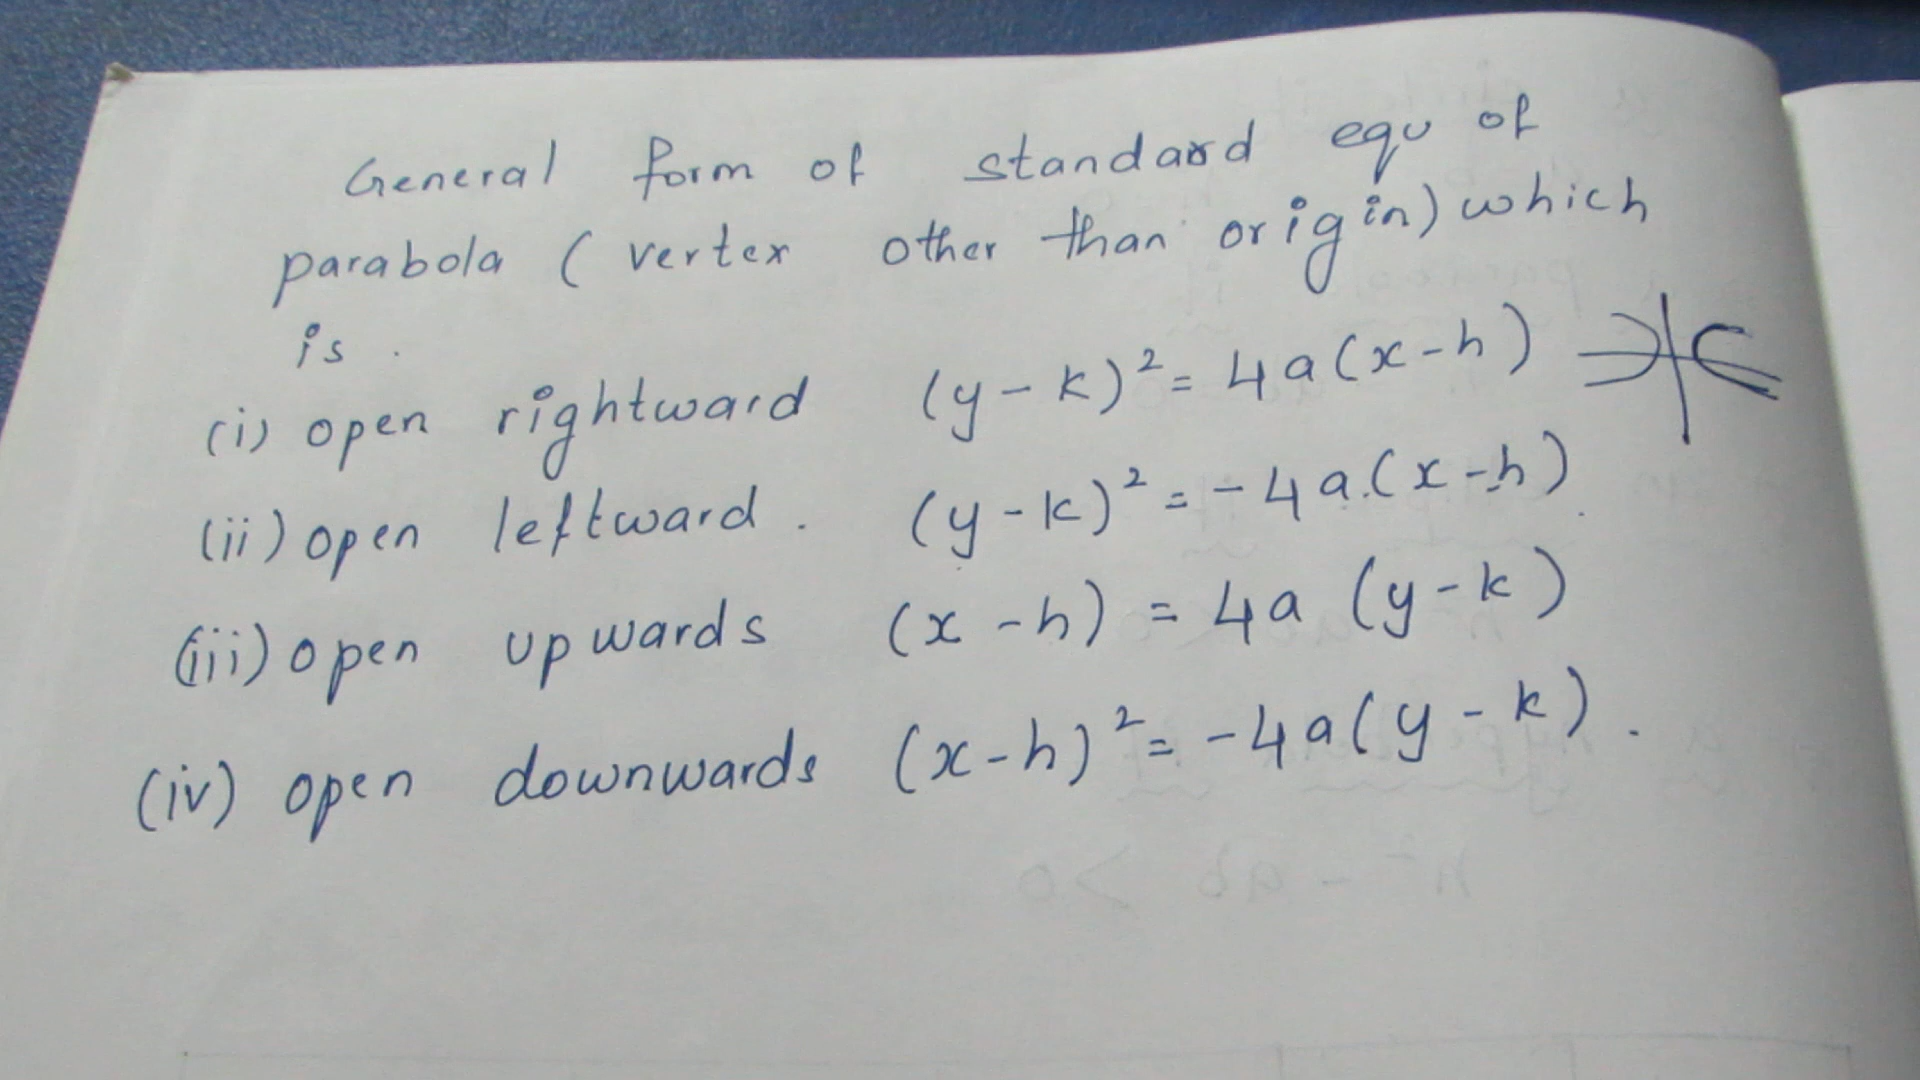 General form of standard equ of
parabola ( vertex other than origin) which
is .
(i) open rightward (y - k)² = 4a(x-h)
(ii) open leftward . (y-k)² = -4a.(x-h)
(iii) open upwards (x-h) = 4a (y-k)
(iv) open downwards (x-h)² = -4a(y-k) .